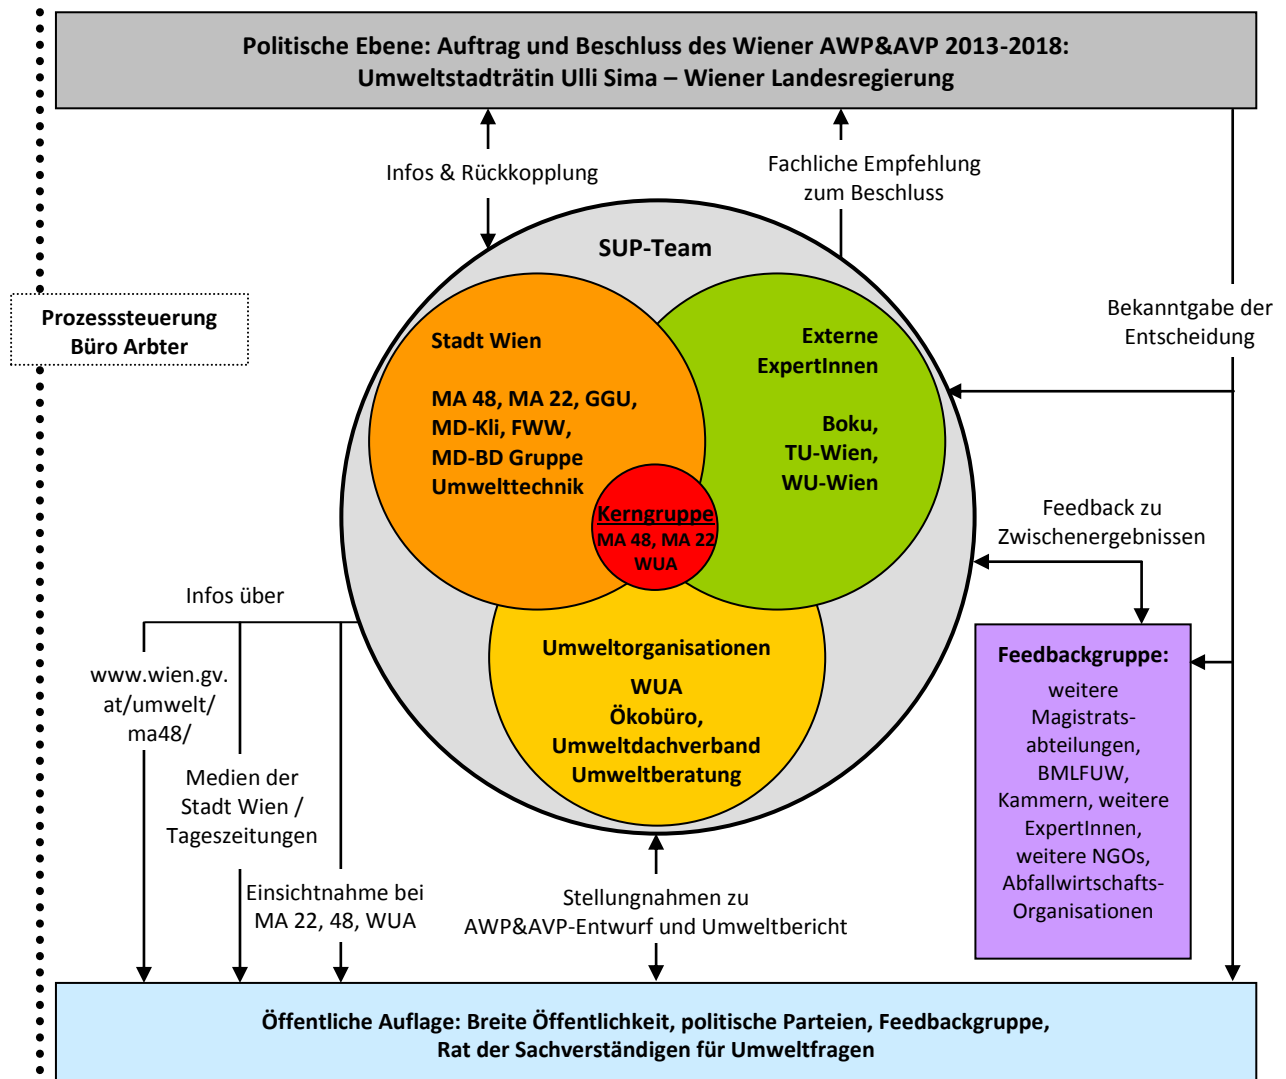 Politische Ebene: Auftrag und Beschluss des Wiener AWP&AVP 2013-2018:
Umweltstadträtin Ulli Sima – Wiener Landesregierung
Infos & Rückkopplung
Fachliche Empfehlung
zum Beschluss
SUP-Team
Prozesssteuerung
Büro Arbter
Bekanntgabe der
Entscheidung
Stadt Wien
MA 48, MA 22, GGU,
MD-Kli, FWW,
MD-BD Gruppe
Umwelttechnik
Externe
ExpertInnen
Boku,
TU-Wien,
WU-Wien
Kerngruppe
MA 48, MA 22
WUA
Feedback zu
Zwischenergebnissen
Infos über
www.wien.gv.
at/umwelt/
ma48/
Medien der
Stadt Wien /
Tageszeitungen
Einsichtnahme bei
MA 22, 48, WUA
Umweltorganisationen
WUA
Ökobüro,
Umweltdachverband
Umweltberatung
Feedbackgruppe:
weitere
Magistrats-
abteilungen,
BMLFUW,
Kammern, weitere
ExpertInnen,
weitere NGOs,
Abfallwirtschafts-
Organisationen
Stellungnahmen zu
AWP&AVP-Entwurf und Umweltbericht
Öffentliche Auflage: Breite Öffentlichkeit, politische Parteien, Feedbackgruppe,
Rat der Sachverständigen für Umweltfragen